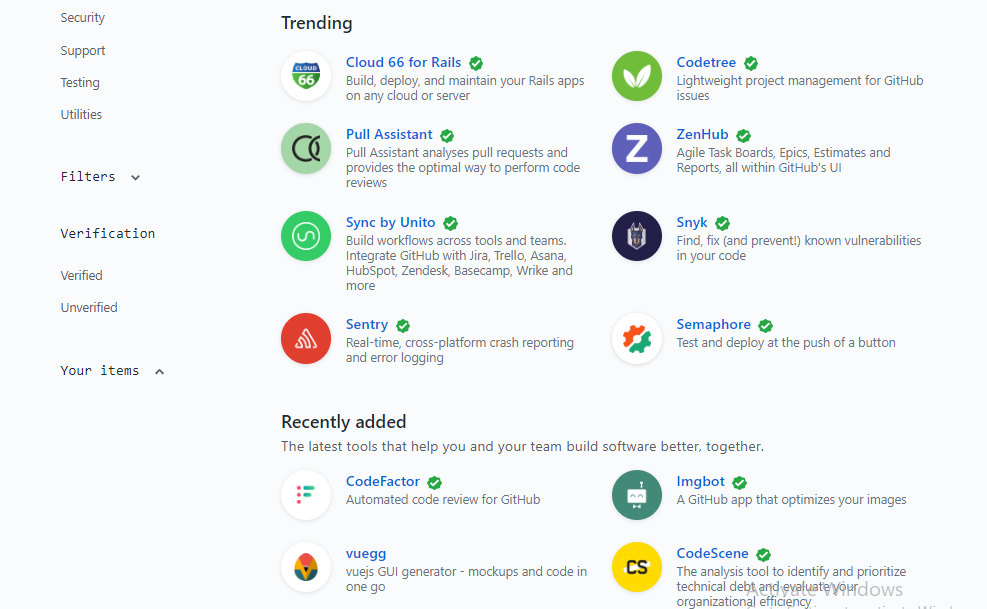 Security
Support
Testing
Utilities
Filters
Verification
Verified
Unverified
Your items
Trending
CLOUD
66
Cloud 66 for Rails
Build, deploy, and maintain your Rails apps
on any cloud or server
Codetree
Lightweight project management for GitHub
issues
Pull Assistant
Pull Assistant analyses pull requests and
provides the optimal way to perform code
reviews
Z
ZenHub
Agile Task Boards, Epics, Estimates and
Reports, all within GitHub's UI
Sync by Unito
Build workflows across tools and teams.
Integrate GitHub with Jira, Trello, Asana,
HubSpot, Zendesk, Basecamp, Wrike and
more
Snyk
Find, fix (and prevent!) known vulnerabilities
in your code
Sentry
Real-time, cross-platform crash reporting
and error logging
Semaphore
Test and deploy at the push of a button
Recently added
The latest tools that help you and your team build software better, together.
CodeFactor
Automated code review for GitHub
Imgbot
A GitHub app that optimizes your images
vuegg
vuejs GUI generator - mockups and code in
one go
CS
CodeScene
The analysis tool to identify and prioritize
technical debt and evaluate your
organizational efficiency
Activate Windows